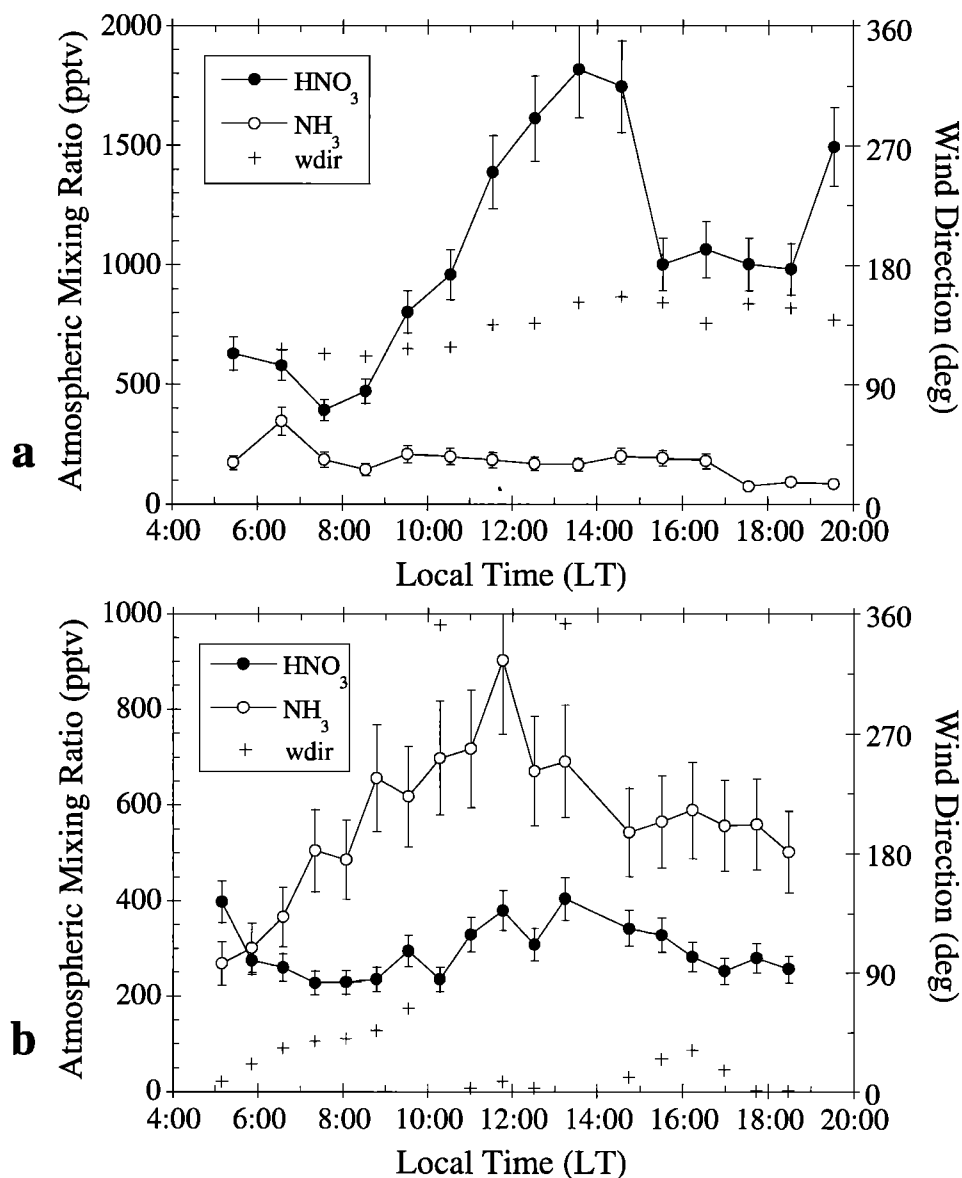 a
Atmospheric Mixing Ratio (pptv)
2000
1500
1000
500
0
HNO3
NH3
wdir
360
270
180
90
0
Wind Direction (deg)
4:00 6:00 8:00 10:00 12:00 14:00 16:00 18:00 20:00
Local Time (LT)
b
Atmospheric Mixing Ratio (pptv)
1000
800
600
400
200
0
HNO3
NH3
wdir
360
270
180
90
0
Wind Direction (deg)
4:00 6:00 8:00 10:00 12:00 14:00 16:00 18:00 20:00
Local Time (LT)